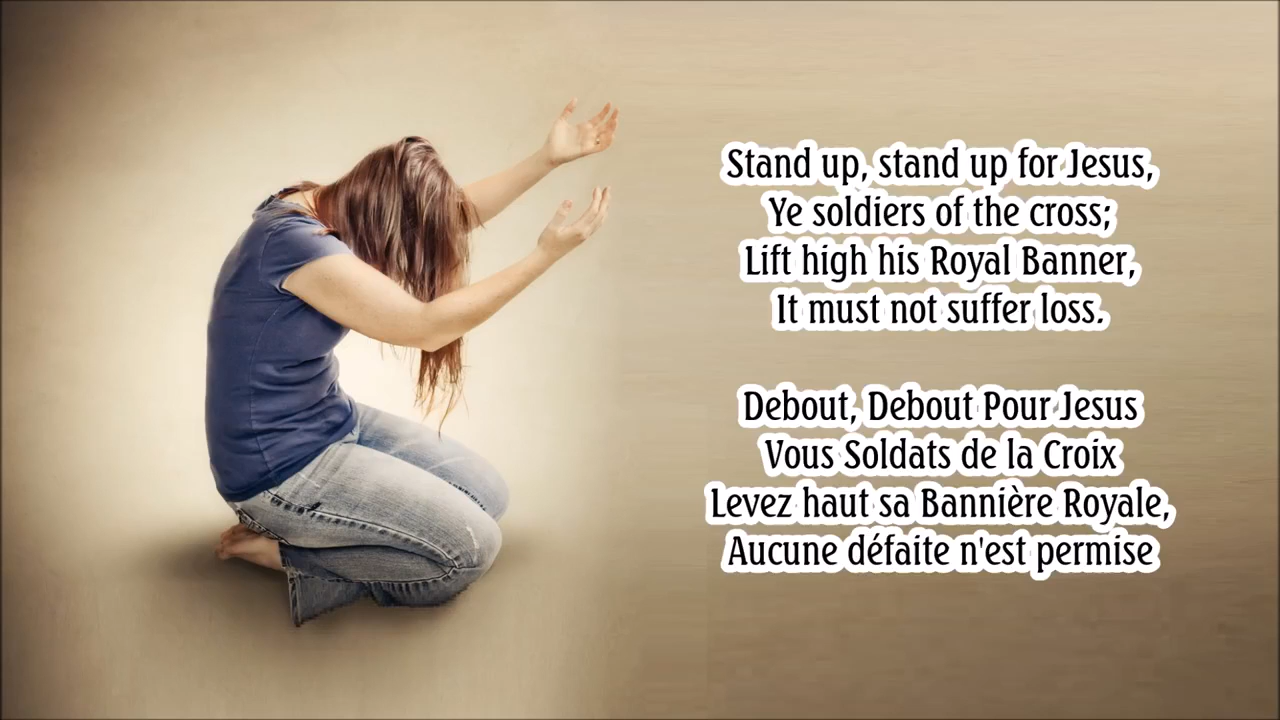 Stand up, stand up for Jesus,
Ye soldiers of the cross;
Lift high his Royal Banner,
It must not suffer loss.
Debout, Debout Pour Jesus
Vous Soldats de la Croix
Levez haut sa Bannière Royale,
Aucune défaite n'est permise